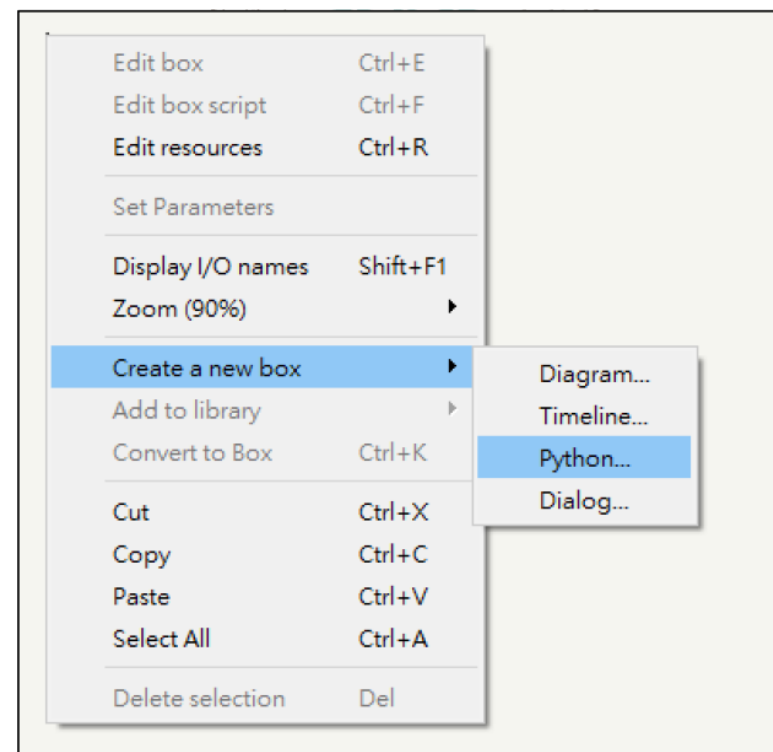 Edit box Ctrl+E
Edit box script Ctrl+F
Edit resources Ctrl+R
Set Parameters
Display I/O names Shift+F1
Zoom (90%)
Create a new box
Add to library
Convert to Box Ctrl+K
Cut Ctrl+X
Copy Ctrl+C
Paste Ctrl+V
Select All Ctrl+A
Delete selection Del
Diagram...
Timeline...
Python...
Dialog...